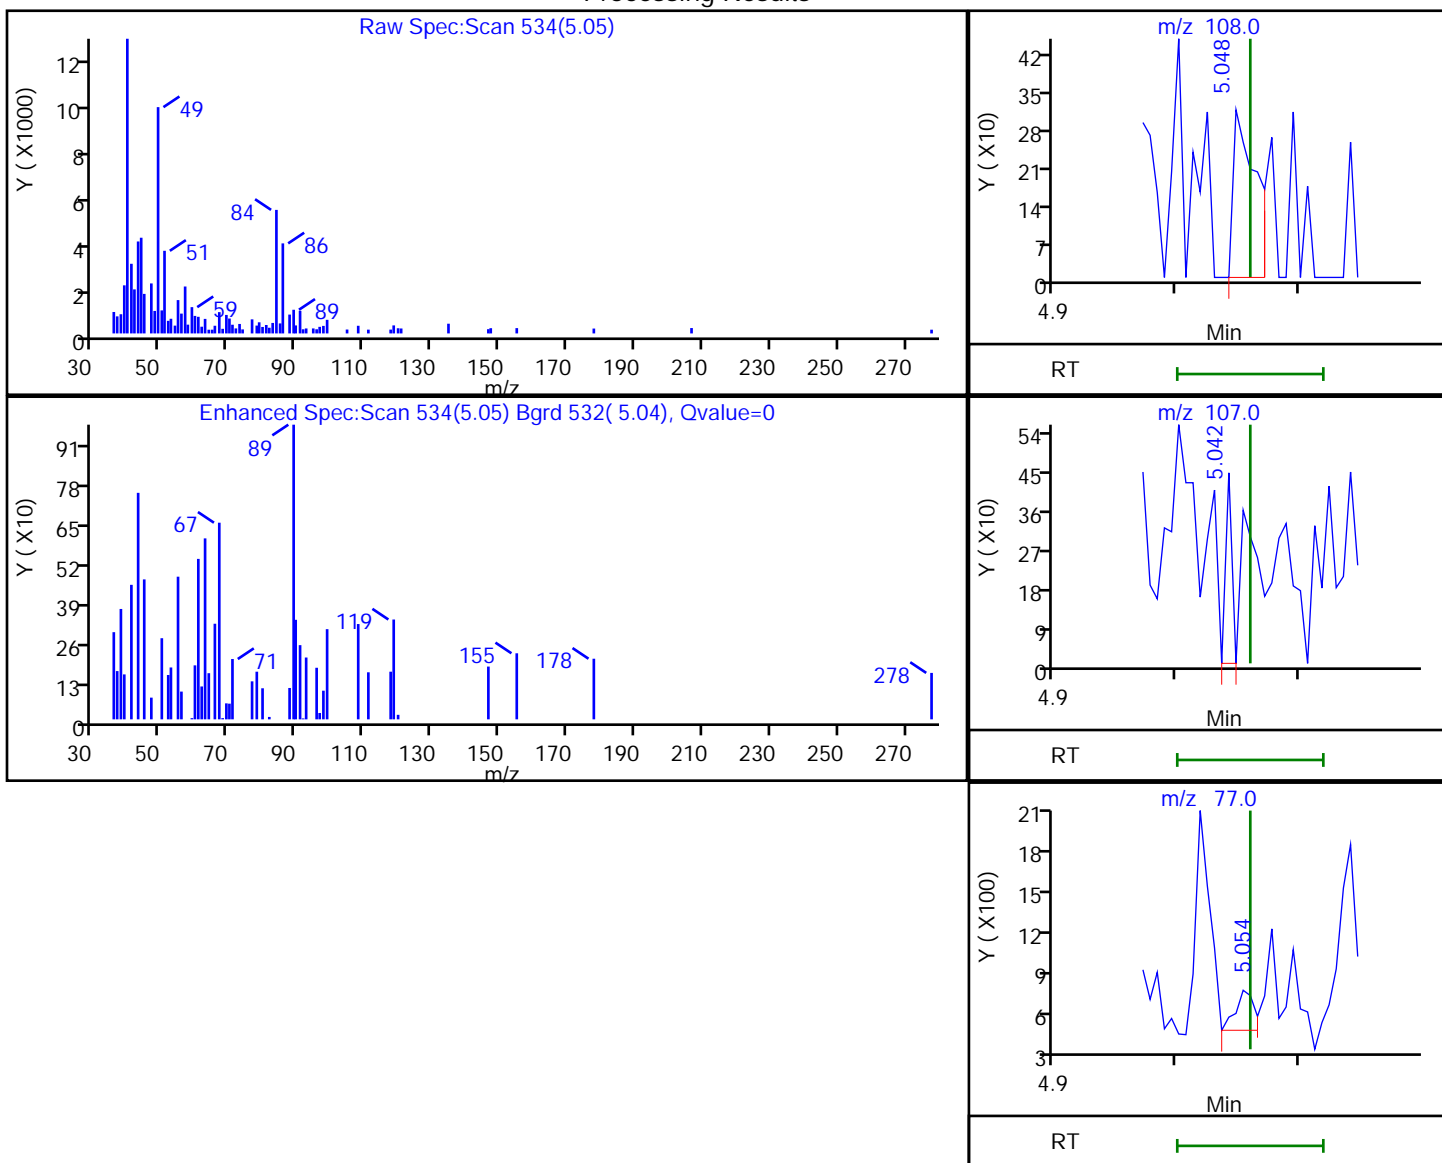 Processing Results
Raw Spec:Scan 534(5.05)
Y ( X1000)
12
10
8
6
4
2
0
49
84
51
86
59
89
30 50 70 90 110 130 150 170 190 210 230 250 270
m/z
m/z 108.0
Y ( X10)
42
35
28
21
14
7
0
5.048
4.9
Min
RT
Enhanced Spec:Scan 534(5.05) Bgrd 532( 5.04), Qvalue=0
Y ( X10)
91
78
65
52
39
26
13
0
89
67
119
71
155
178
278
30 50 70 90 110 130 150 170 190 210 230 250 270
m/z
m/z 107.0
Y ( X10)
54
45
36
27
18
9
0
5.042
4.9
Min
RT
m/z 77.0
Y ( X100)
21
18
15
12
9
6
3
5.054
4.9
Min
RT